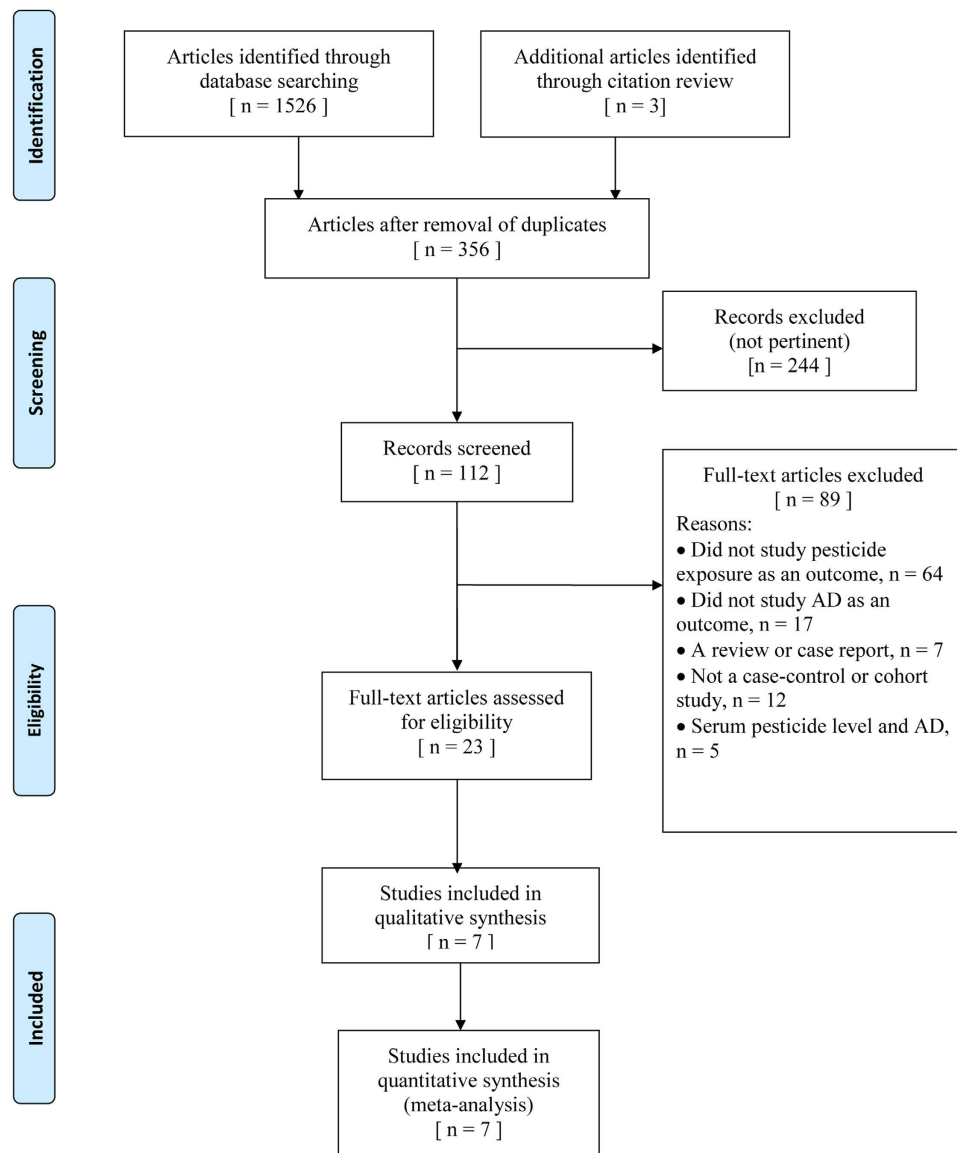 Identification
Articles identified through
database searching
[ n = 1526 ]
Additional articles identified
through citation review
[ n = 3]
Articles after removal of duplicates
[ n = 356 ]
Screening
Records excluded
(not pertinent)
[n = 244 ]
Records screened
[ n = 112 ]
Full-text articles excluded
[ n = 89 ]
Reasons:
• Did not study pesticide
exposure as an outcome, n = 64
• Did not study AD as an
outcome, n = 17
• A review or case report, n = 7
• Not a case-control or cohort
study, n = 12
• Serum pesticide level and AD,
n = 5
Eligibility
Full-text articles assessed
for eligibility
[ n = 23 ]
Included
Studies included in
qualitative synthesis
[ n = 7 ]
Studies included in
quantitative synthesis
(meta-analysis)
[ n = 7 ]